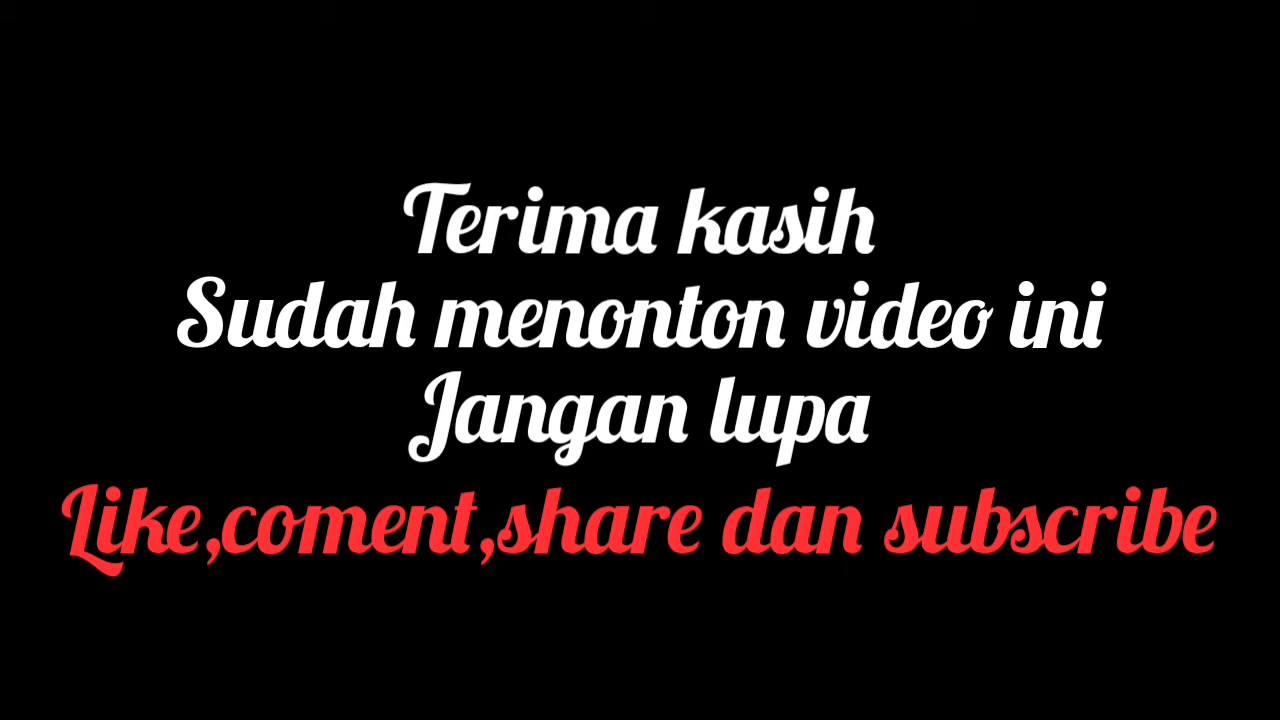 Terima kasih
Sudah menonton video ini
Jangan lupa
Like,coment,share dan subscribe